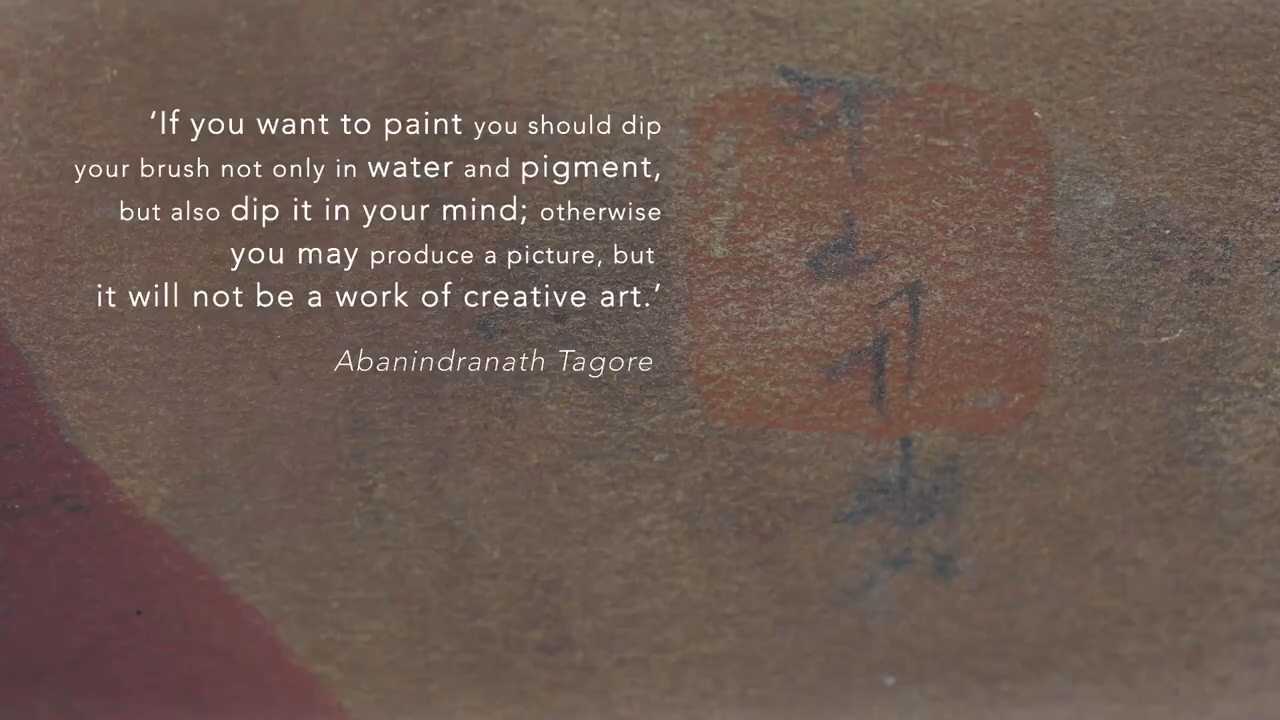 ‘If you want to paint you should dip
your brush not only in water and pigment,
but also dip it in your mind; otherwise
you may produce a picture, but
it will not be a work of creative art.’
Abanindranath Tagore